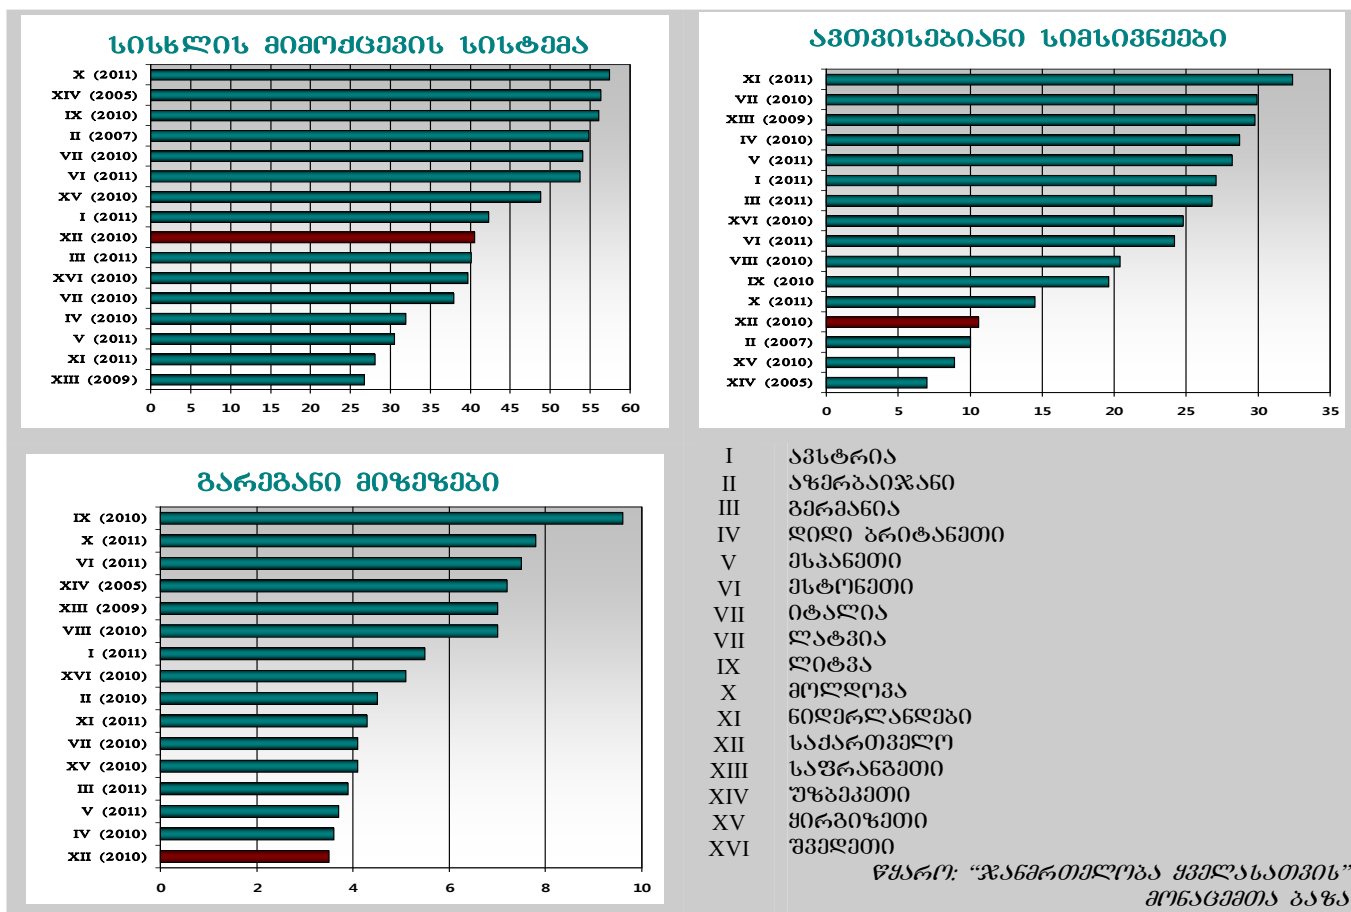 სისხლის მიმოქცევის სისტემა
X (2011)
XIV (2005)
IX (2010)
II (2007)
VII (2010)
VI (2011)
XV (2010)
I (2011)
XII (2010)
III (2011)
XVI (2010)
VII (2010)
IV (2010)
V (2011)
XI (2011)
XIII (2009)
0 5 10 15 20 25 30 35 40 45 50 55 60
ავთვისებიანი სიმსივნეები
XI (2011)
VII (2010)
XIII (2009)
IV (2010)
V (2011)
I (2011)
III (2011)
XVI (2010)
VI (2011)
VIII (2010)
IX (2010
X (2011)
XII (2010)
II (2007)
XV (2010)
XIV (2005)
0 5 10 15 20 25 30 35
გარეგანი მიზეზები
IX (2010)
X (2011)
VI (2011)
XIV (2005)
XIII (2009)
VIII (2010)
I (2011)
XVI (2010)
II (2010)
XI (2011)
VII (2010)
XV (2010)
III (2011)
V (2011)
IV (2010)
XII (2010)
0 2 4 6 8 10
I ავსტრია
II აზერბაიჯანი
III გერმანია
IV დიდი ბრიტანეთი
V ესპანეთი
VI ესტონეთი
VII იტალია
VII ლატვია
IX ლიტვა
X მოლდოვა
XI ნიდერლანდები
XII საქართველო
XIII საფრანგეთი
XIV უზბეკეთი
XV ყირგიზეთი
XVI შვედეთი
წყარო: “ჯანმრთელობა ყველასათვის”
მონაცემთა ბაზა